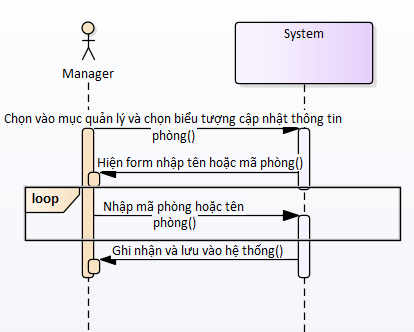 System
Manager
Chọn vào mục quản lý và chọn biểu tượng cập nhật thông tin
phòng()
Hiện form nhập tên hoặc mã phòng()
loop
Nhập mã phòng hoặc tên
phòng()
Ghi nhận và lưu vào hệ thống()